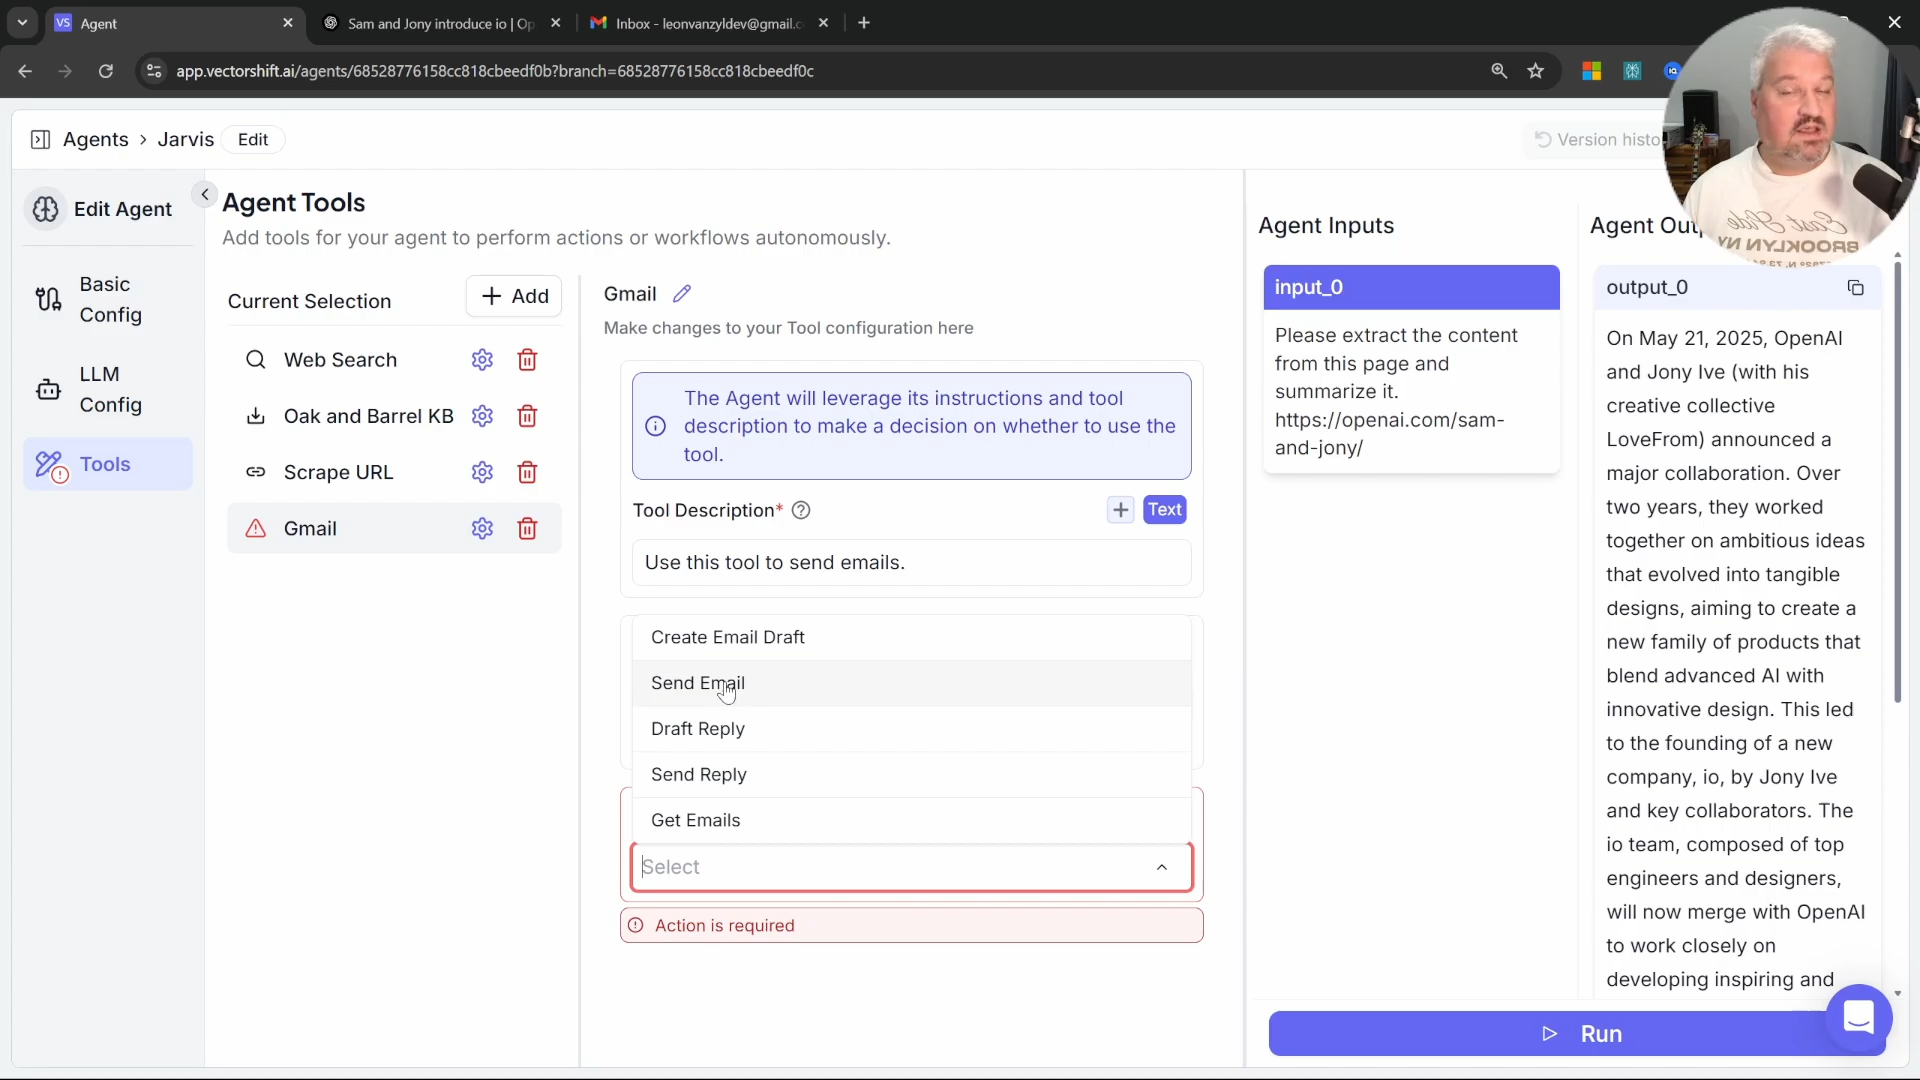 VS Agent
Sam and Jony introduce io | Op
Inbox - leonvanzyldev@gmail.c
app.vectorshift.ai/agents/68528776158cc818cbeedf0b?branch=68528776158cc818cbeedf0c
Agents > Jarvis Edit
Version histo
Edit Agent
Basic
Config
LLM
Config
Tools
Agent Tools
Add tools for your agent to perform actions or workflows autonomously.
Current Selection
+ Add
Web Search
Oak and Barrel KB
Scrape URL
Gmail
Gmail
Make changes to your Tool configuration here
The Agent will leverage its instructions and tool
description to make a decision on whether to use the
tool.
Tool Description* ?
+ Text
Use this tool to send emails.
Create Email Draft
Send Email
Draft Reply
Send Reply
Get Emails
Select
Action is required
Agent Inputs
input_0
Please extract the content
from this page and
summarize it.
https://openai.com/sam-
and-jony/
Agent Out
output_0
On May 21, 2025, OpenAI
and Jony Ive (with his
creative collective
LoveFrom) announced a
major collaboration. Over
two years, they worked
together on ambitious ideas
that evolved into tangible
designs, aiming to create a
new family of products that
blend advanced AI with
innovative design. This led
to the founding of a new
company, io, by Jony Ive
and key collaborators. The
io team, composed of top
engineers and designers,
will now merge with OpenAI
to work closely on
developing inspiring and
Run
East Side
BROOKLYN NY